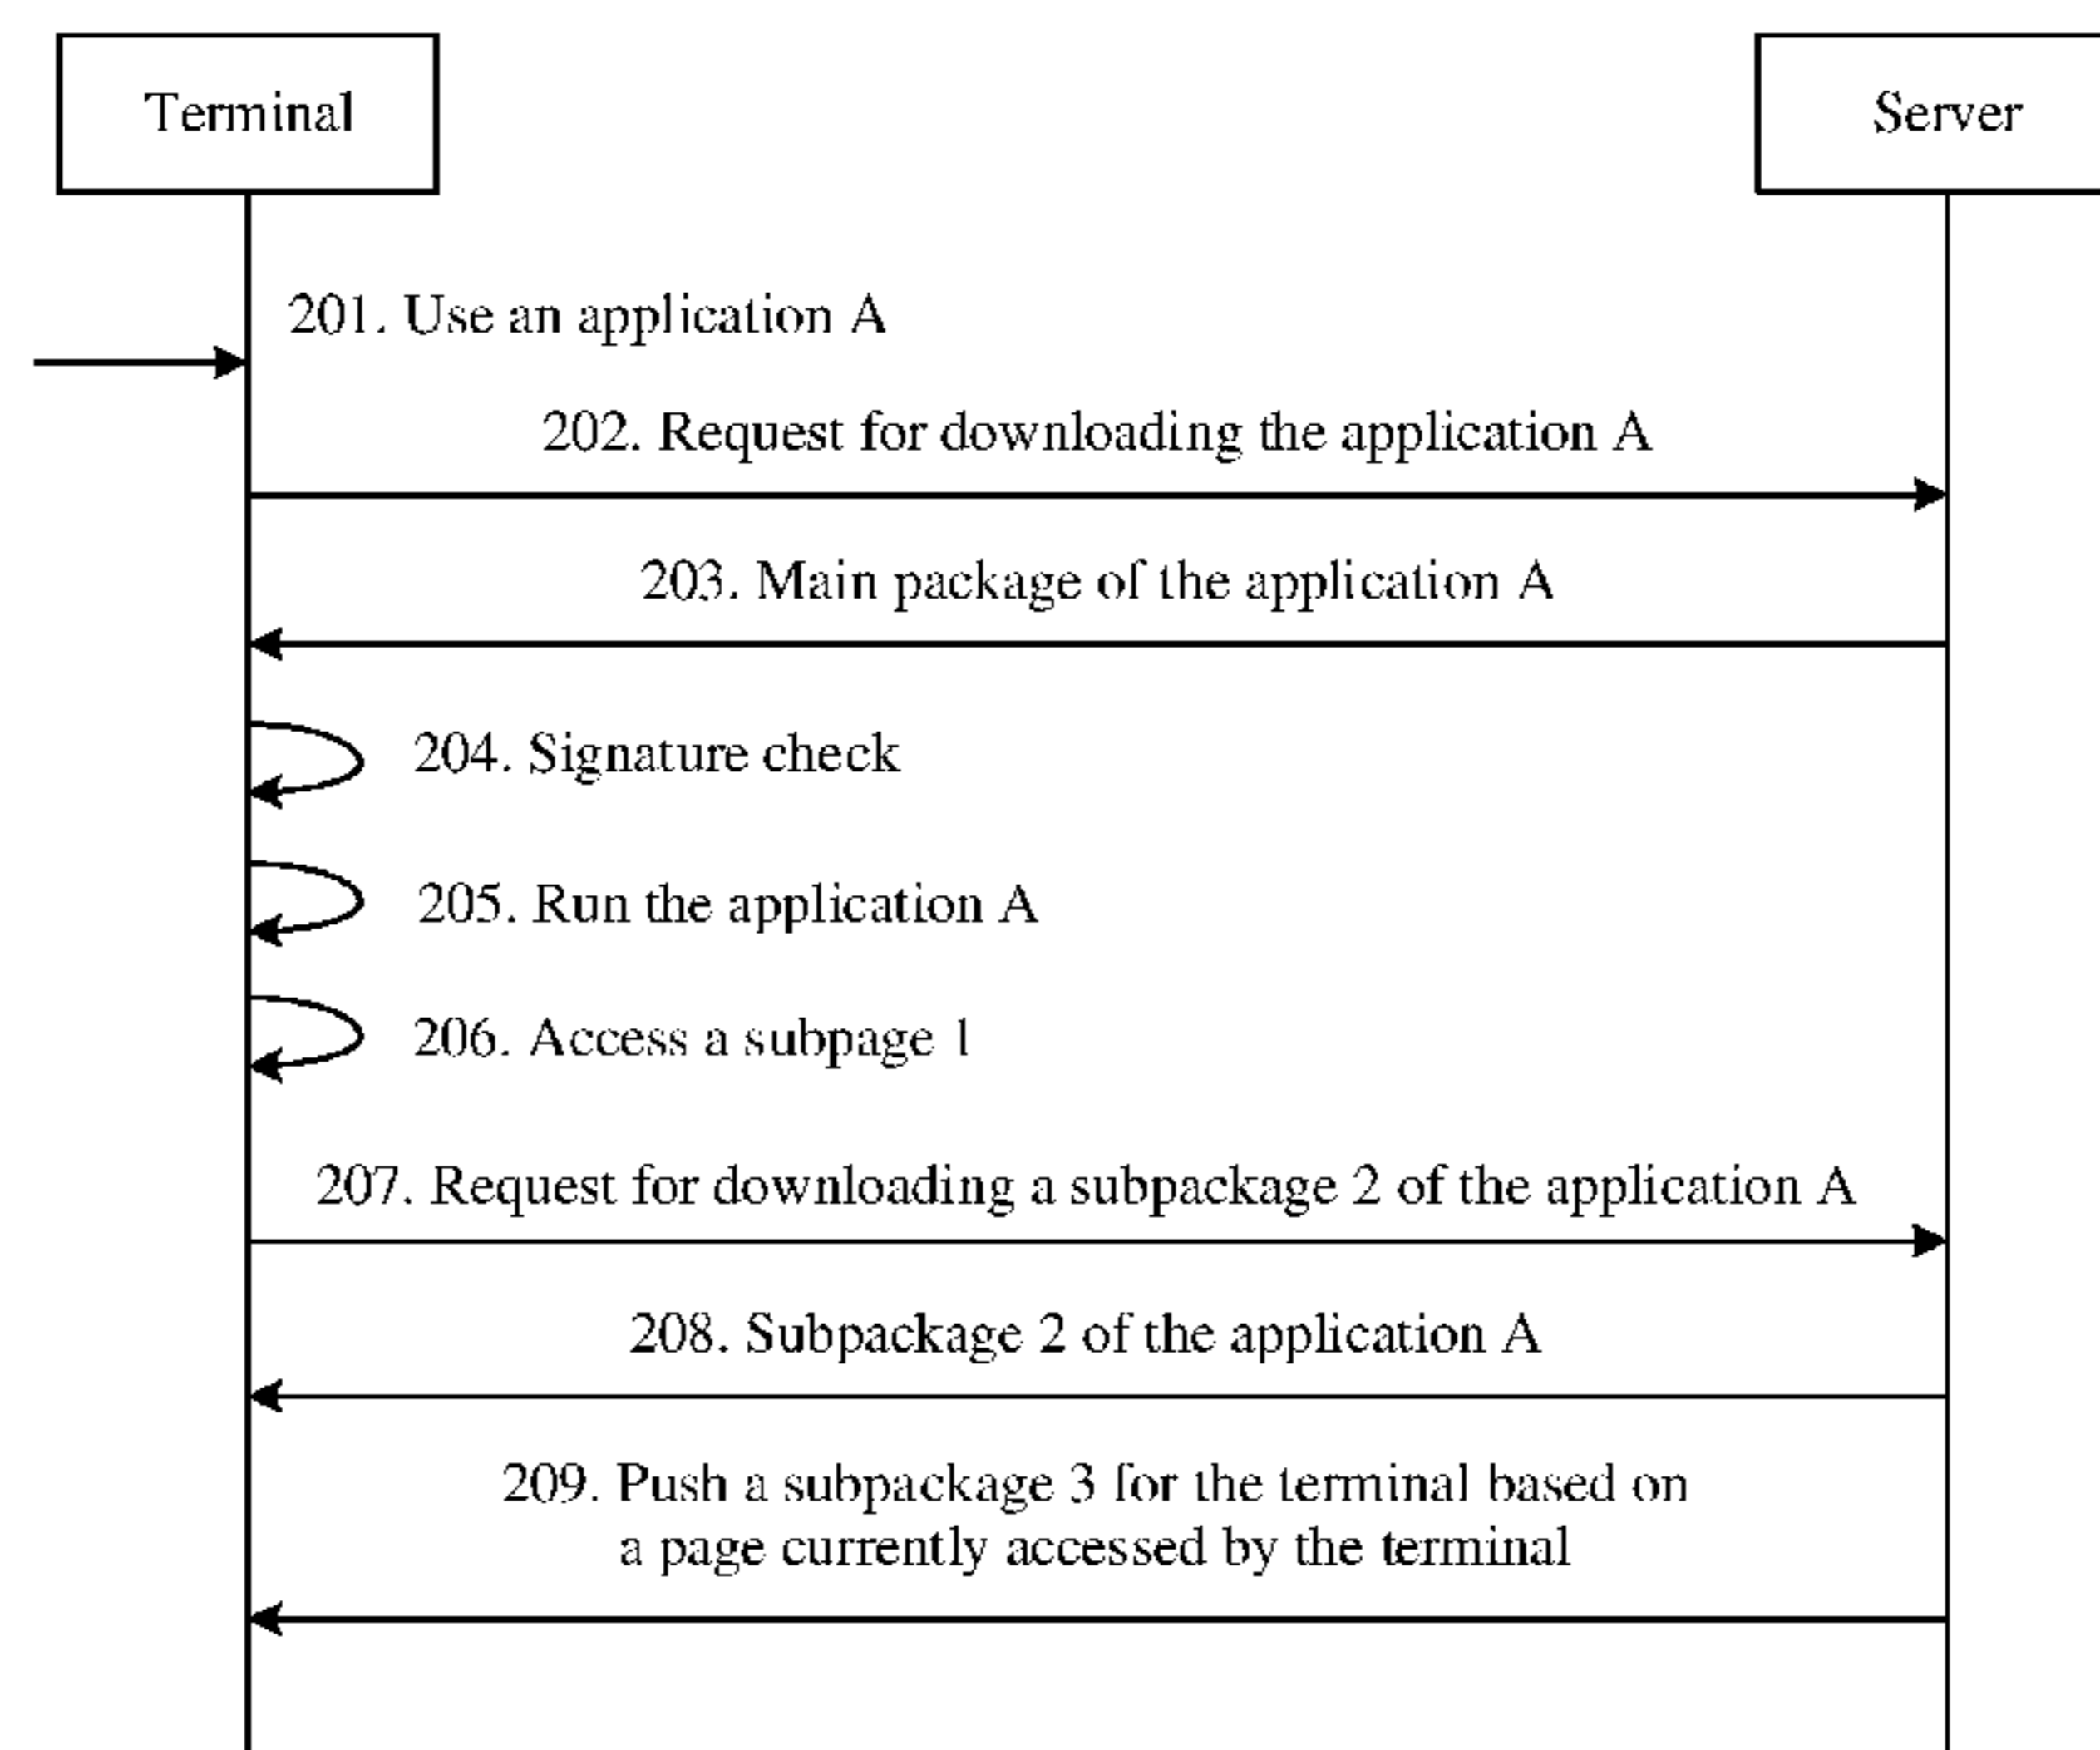 Terminal
Server
201. Use an application A
202. Request for downloading the application A
203. Main package of the application A
204. Signature check
205. Run the application A
206. Access a subpage 1
207. Request for downloading a subpackage 2 of the application A
208. Subpackage 2 of the application A
209. Push a subpackage 3 for the terminal based on
a page currently accessed by the terminal